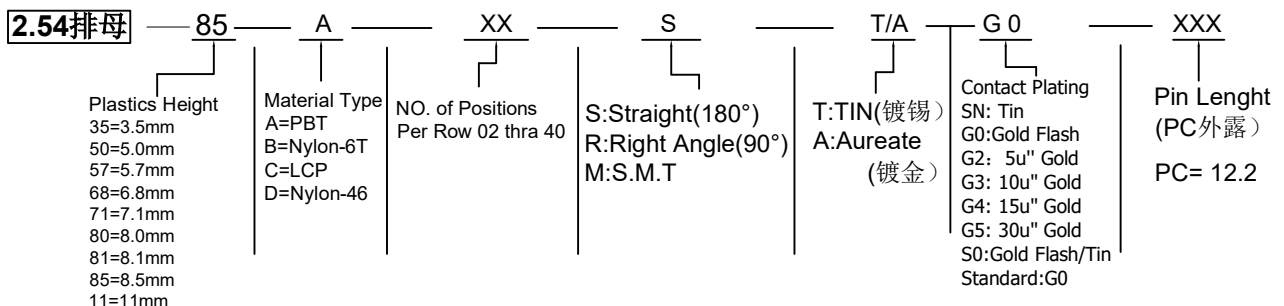 2.54排母 85 A XX S T/A G 0 XXX
Plastics Height
35=3.5mm
50=5.0mm
57=5.7mm
68=6.8mm
71=7.1mm
80=8.0mm
81=8.1mm
85=8.5mm
11=11mm
Material Type
A=PBT
B=Nylon-6T
C=LCP
D=Nylon-46
NO. of Positions
Per Row 02 thra 40
S:Straight(180°)
R:Right Angle(90°)
M:S.M.T
T:TIN(镀锡）
A:Aureate
(镀金）
Contact Plating
SN: Tin
G0:Gold Flash
G2： 5u" Gold
G3: 10u" Gold
G4: 15u" Gold
G5: 30u" Gold
S0:Gold Flash/Tin
Standard:G0
Pin Lenght
(PC外露）
PC= 12.2